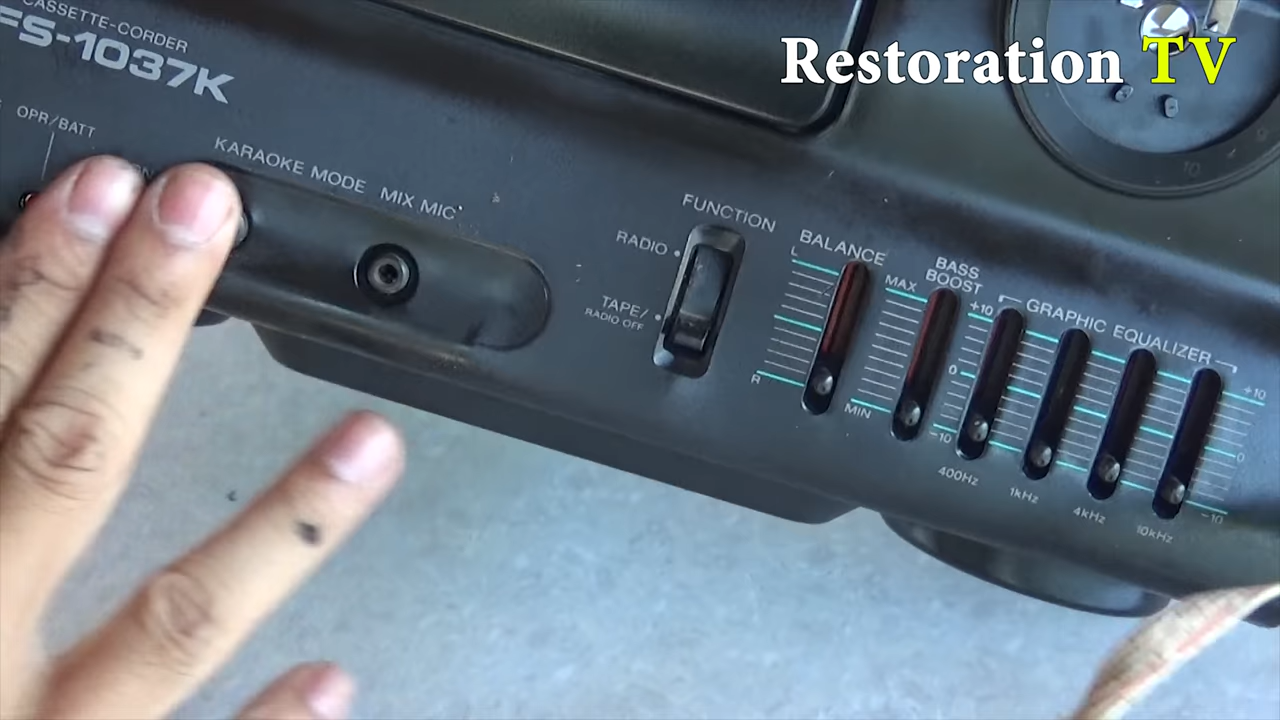 CASSETTE-CORDER
FS-1037K
Restoration TV
OPR/BATT
KARAOKE MODE
MIX MIC
FUNCTION
RADIO
TAPE/
RADIO OFF
BALANCE
L
R
BASS
BOOST
MAX
MIN
GRAPHIC EQUALIZER
+10
0
-10
+10
0
-10
400Hz
1kHz
4kHz
10kHz
10